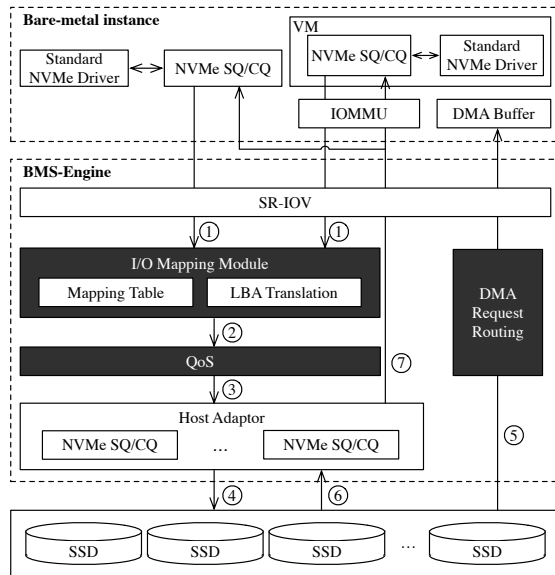 Bare-metal instance
VM
Standard
NVMe Driver
NVMe SQ/CQ
NVMe SQ/CQ
Standard
NVMe Driver
IOMMU
DMA Buffer
BMS-Engine
SR-IOV
①
①
I/O Mapping Module
Mapping Table
LBA Translation
DMA
Request
Routing
②
QoS
⑦
③
Host Adaptor
NVMe SQ/CQ
...
NVMe SQ/CQ
⑤
④
⑥
SSD
SSD
SSD
...
SSD